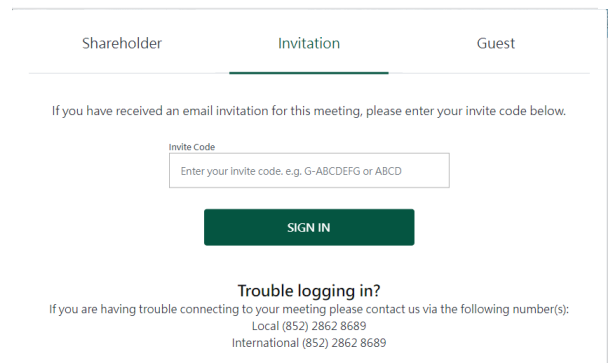 Shareholder Invitation Guest
If you have received an email invitation for this meeting, please enter your invite code below.
Invite Code
Enter your invite code. e.g. G-ABCDEFG or ABCD
SIGN IN
Trouble logging in?
If you are having trouble connecting to your meeting please contact us via the following number(s):
Local (852) 2862 8689
International (852) 2862 8689